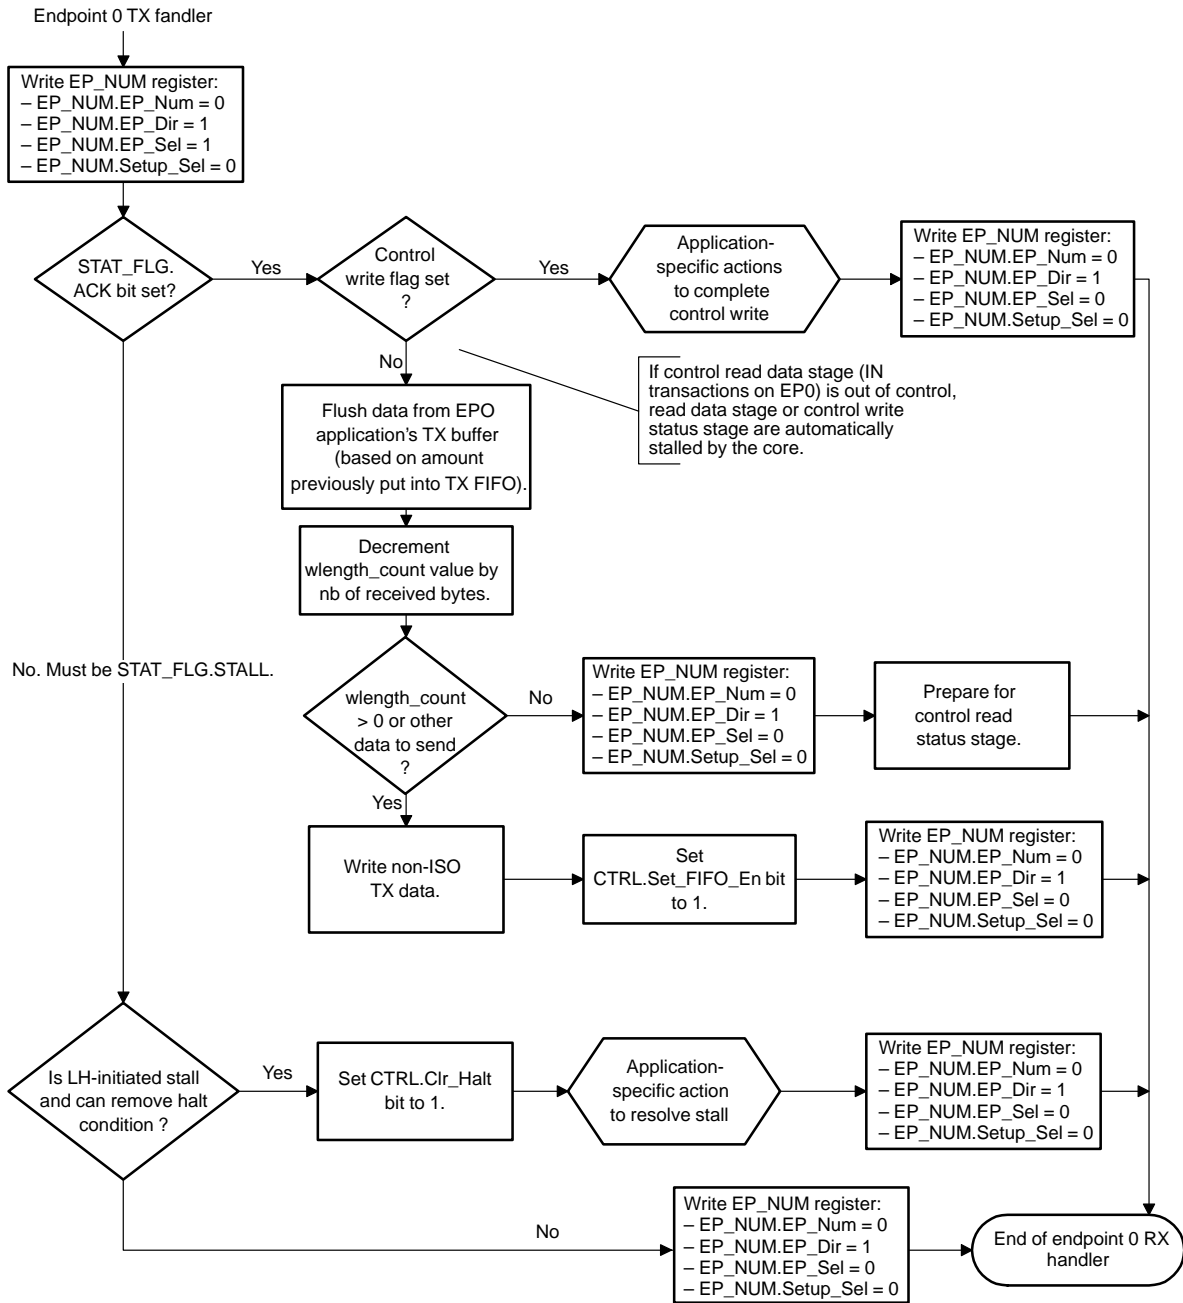 Endpoint 0 TX fandler
Write EP_NUM register:
– EP_NUM.EP_Num = 0
– EP_NUM.EP_Dir = 1
– EP_NUM.EP_Sel = 1
– EP_NUM.Setup_Sel = 0
STAT_FLG.
ACK bit set?
Yes
Control
write flag set
?
Yes
Application-
specific actions
to complete
control write
Write EP_NUM register:
– EP_NUM.EP_Num = 0
– EP_NUM.EP_Dir = 1
– EP_NUM.EP_Sel = 0
– EP_NUM.Setup_Sel = 0
No
If control read data stage (IN
transactions on EP0) is out of control,
read data stage or control write
status stage are automatically
stalled by the core.
Flush data from EPO
application's TX buffer
(based on amount
previously put into TX FIFO).
Decrement
wlength_count value by
nb of received bytes.
No. Must be STAT_FLG.STALL.
wlength_count
> 0 or other
data to send
?
No
Write EP_NUM register:
– EP_NUM.EP_Num = 0
– EP_NUM.EP_Dir = 1
– EP_NUM.EP_Sel = 0
– EP_NUM.Setup_Sel = 0
Prepare for
control read
status stage.
Yes
Write non-ISO
TX data.
Set
CTRL.Set_FIFO_En bit
to 1.
Write EP_NUM register:
– EP_NUM.EP_Num = 0
– EP_NUM.EP_Dir = 1
– EP_NUM.EP_Sel = 0
– EP_NUM.Setup_Sel = 0
Is LH-initiated stall
and can remove halt
condition ?
Yes
Set CTRL.Clr_Halt
bit to 1.
Application-
specific action
to resolve stall
Write EP_NUM register:
– EP_NUM.EP_Num = 0
– EP_NUM.EP_Dir = 1
– EP_NUM.EP_Sel = 0
– EP_NUM.Setup_Sel = 0
No
Write EP_NUM register:
– EP_NUM.EP_Num = 0
– EP_NUM.EP_Dir = 1
– EP_NUM.EP_Sel = 0
– EP_NUM.Setup_Sel = 0
End of endpoint 0 RX
handler